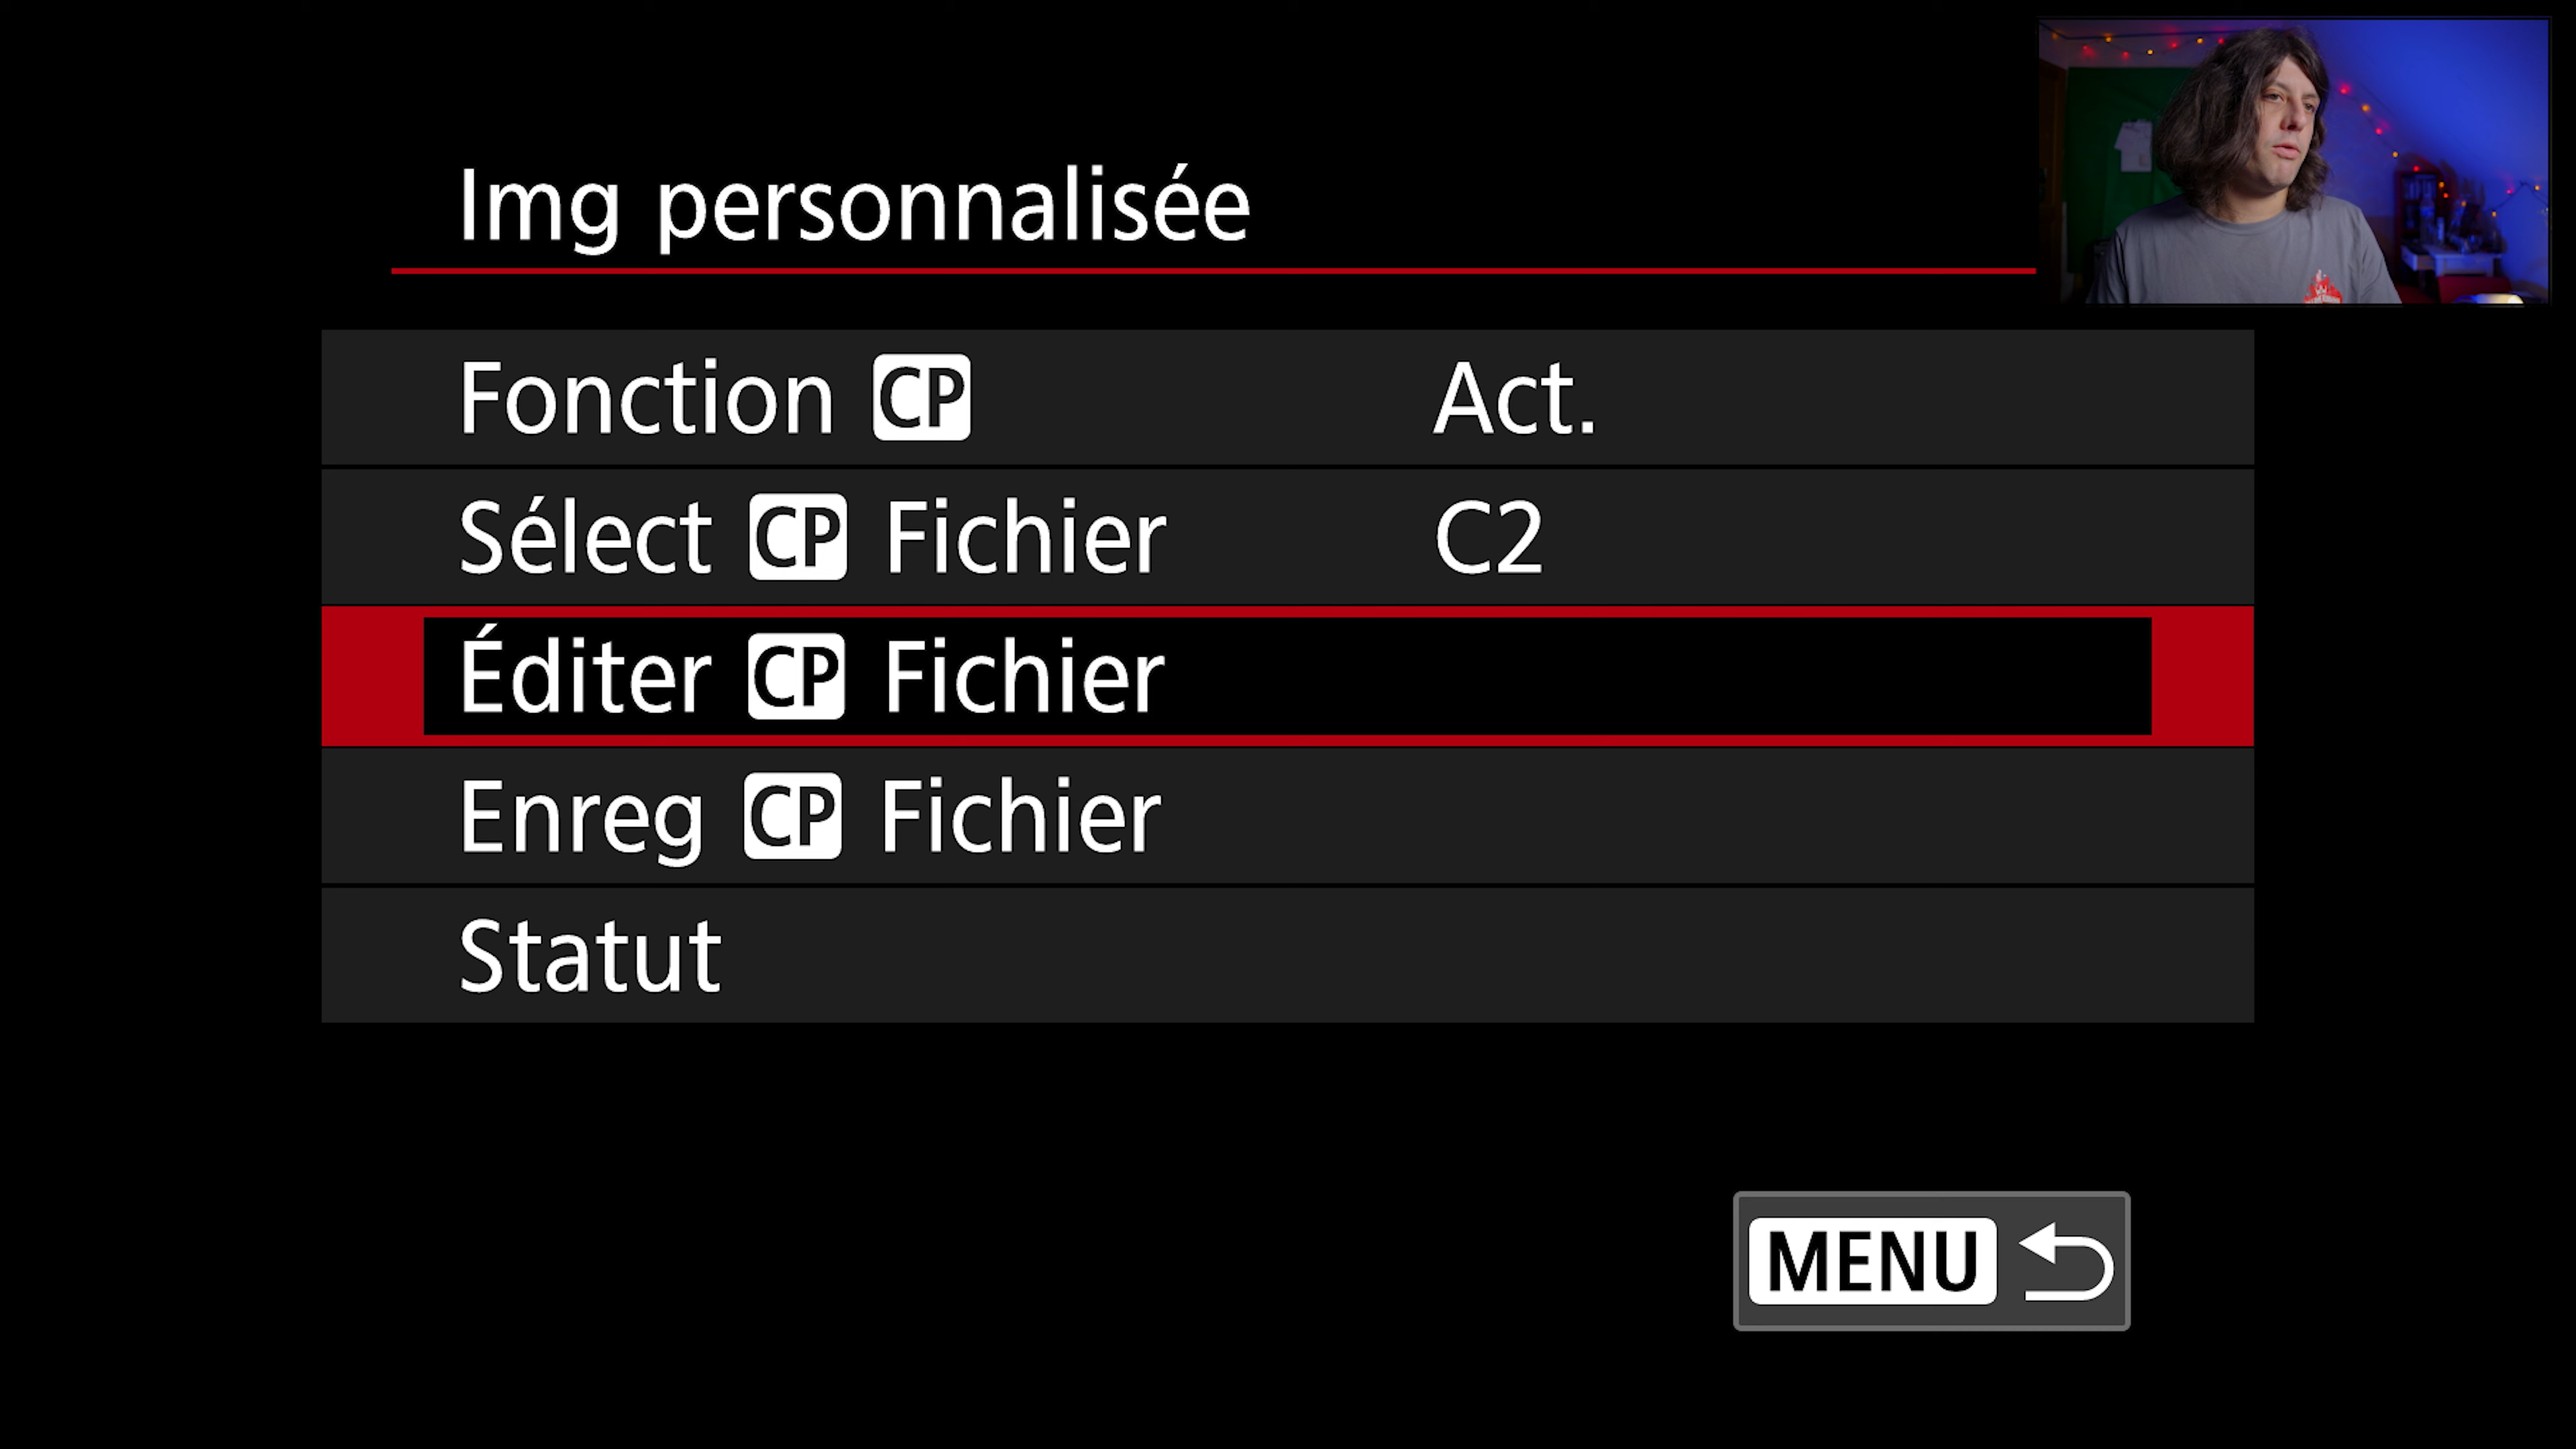 Img personnalisée
Fonction CP Act.
Sélect CP Fichier C2
Éditer CP Fichier
Enreg CP Fichier
Statut
MENU